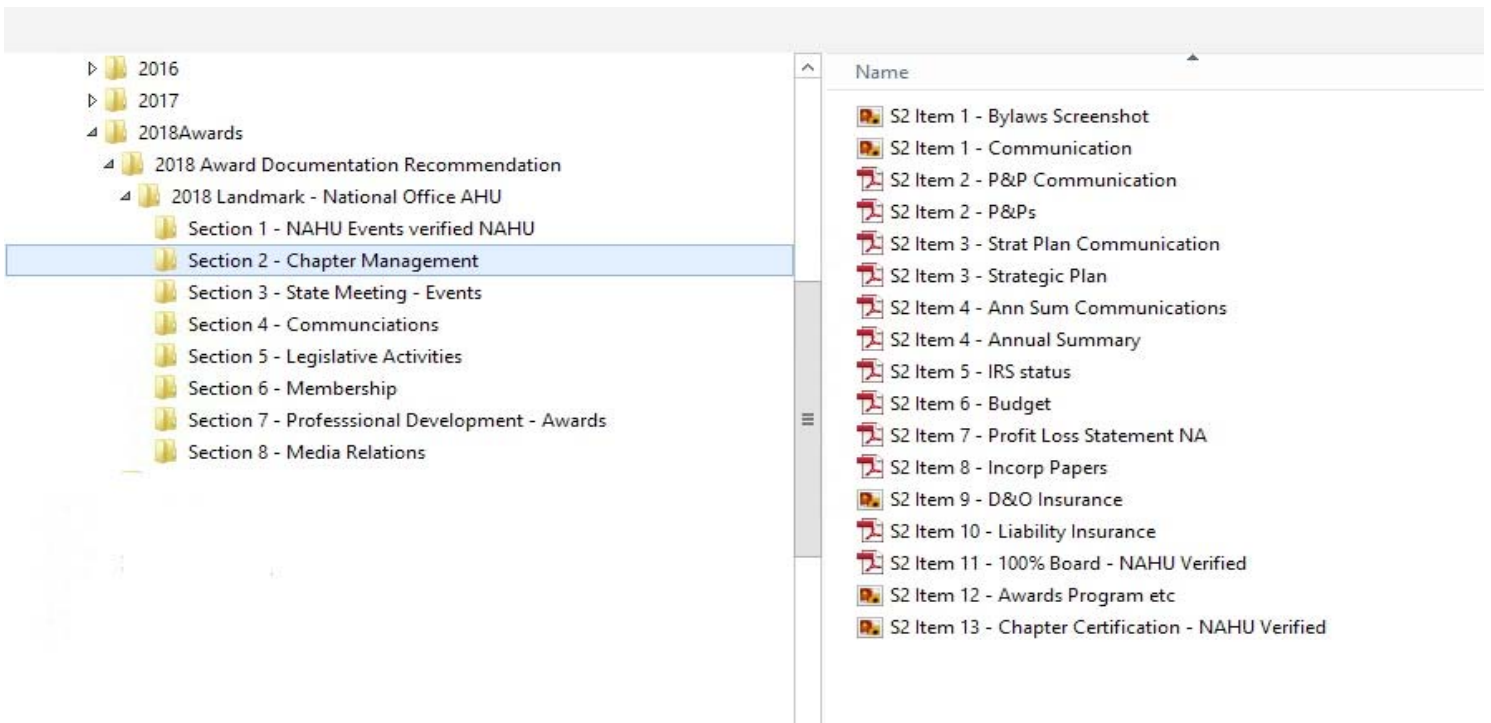 2016
2017
2018Awards
2018 Award Documentation Recommendation
2018 Landmark - National Office AHU
Section 1 - NAHU Events verified NAHU
Section 2 - Chapter Management
Section 3 - State Meeting - Events
Section 4 - Communciations
Section 5 - Legislative Activities
Section 6 - Membership
Section 7 - Professsional Development - Awards
Section 8 - Media Relations
Name
S2 Item 1 - Bylaws Screenshot
S2 Item 1 - Communication
S2 Item 2 - P&P Communication
S2 Item 2 - P&Ps
S2 Item 3 - Strat Plan Communication
S2 Item 3 - Strategic Plan
S2 Item 4 - Ann Sum Communications
S2 Item 4 - Annual Summary
S2 Item 5 - IRS status
S2 Item 6 - Budget
S2 Item 7 - Profit Loss Statement NA
S2 Item 8 - Incorp Papers
S2 Item 9 - D&O Insurance
S2 Item 10 - Liability Insurance
S2 Item 11 - 100% Board - NAHU Verified
S2 Item 12 - Awards Program etc
S2 Item 13 - Chapter Certification - NAHU Verified